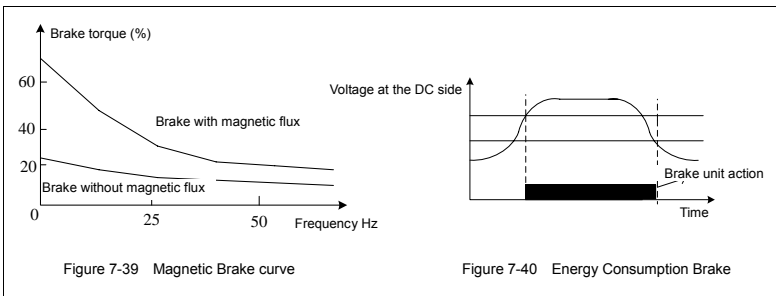 Brake torque (%)
60
40
20
0
Brake with magnetic flux
Brake without magnetic flux
25
50
Frequency Hz
Figure 7-39 Magnetic Brake curve
Voltage at the DC side
Brake unit action
Time
Figure 7-40 Energy Consumption Brake